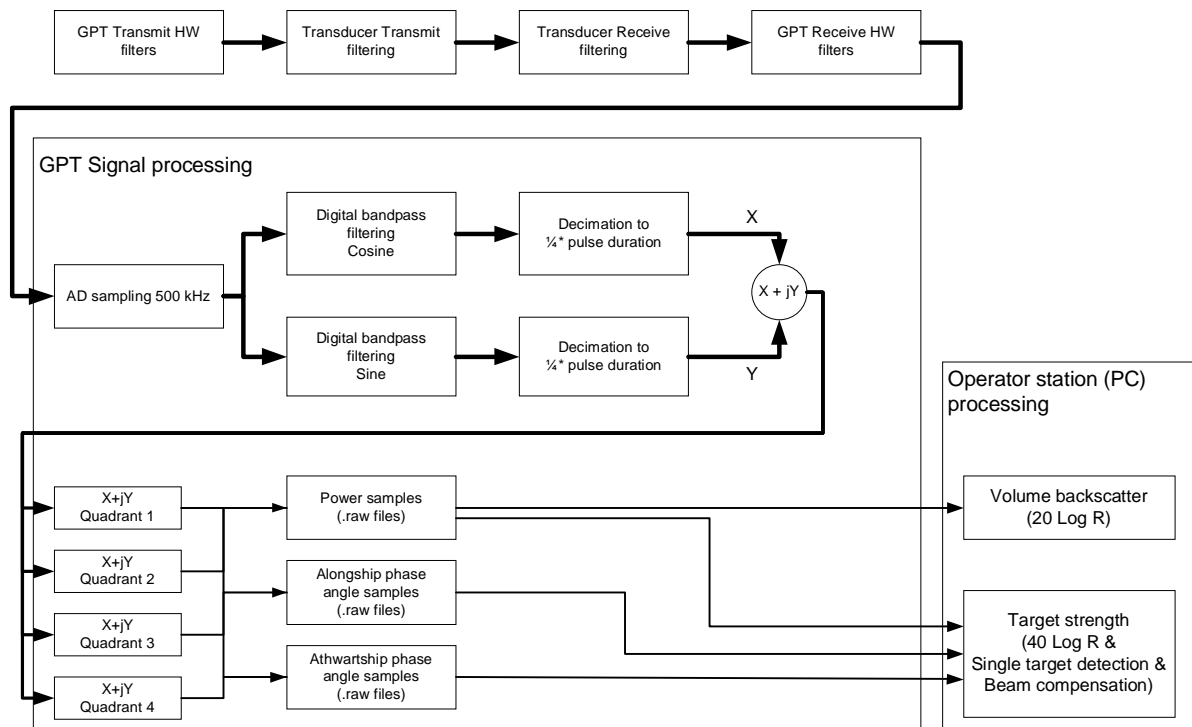 GPT Transmit HW
filters
Transducer Transmit
filtering
Transducer Receive
filtering
GPT Receive HW
filters
GPT Signal processing
AD sampling 500 kHz
Digital bandpass
filtering
Cosine
Decimation to
¼* pulse duration
X
X + jY
Digital bandpass
filtering
Sine
Decimation to
¼* pulse duration
Y
Operator station (PC)
processing
X+jY
Quadrant 1
X+jY
Quadrant 2
X+jY
Quadrant 3
X+jY
Quadrant 4
Power samples
(.raw files)
Alongship phase
angle samples
(.raw files)
Athwartship phase
angle samples
(.raw files)
Volume backscatter
(20 Log R)
Target strength
(40 Log R &
Single target detection &
Beam compensation)